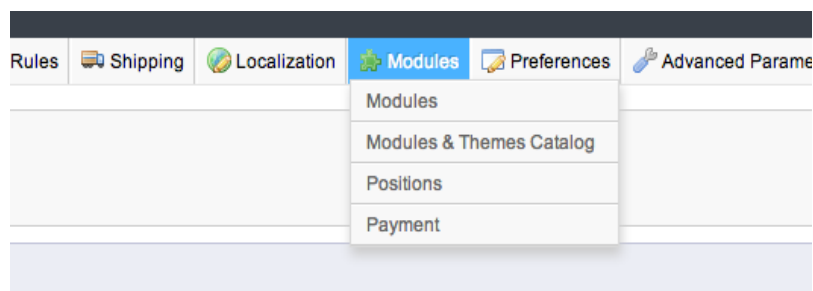 Rules Shipping Localization Modules Preferences Advanced Parame
Modules
Modules & Themes Catalog
Positions
Payment